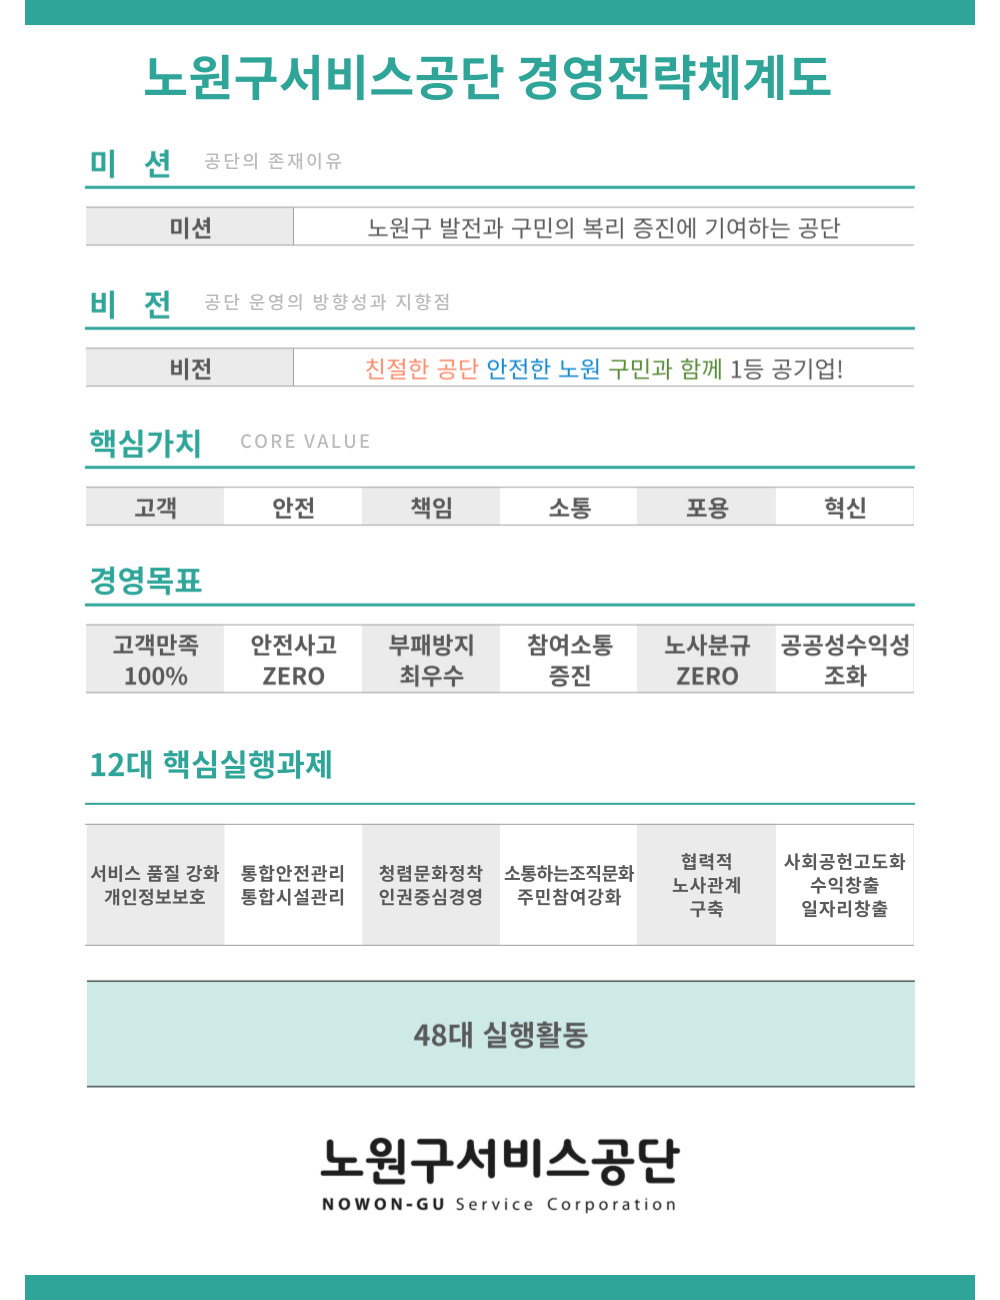 노원구서비스공단 경영전략체계도
미 션 공단의 존재이유
미션 노원구 발전과 구민의 복리 증진에 기여하는 공단
비 전 공단 운영의 방향성과 지향점
비전 친절한 공단 안전한 노원 구민과 함께 1등 공기업!
핵심가치 CORE VALUE
고객 안전 책임 소통 포용 혁신
경영목표
고객만족 안전사고 부패방지 참여소통 노사분규 공공성수익성
100% ZERO 최우수 증진 ZERO 조화
12대 핵심실행과제
서비스 품질 강화
개인정보보호
통합안전관리
통합시설관리
청렴문화정착
인권중심경영
소통하는조직문화
주민참여강화
협력적
노사관계
구축
사회공헌고도화
수익창출
일자리창출
48대 실행활동
노원구서비스공단
NOWON-GU Service Corporation